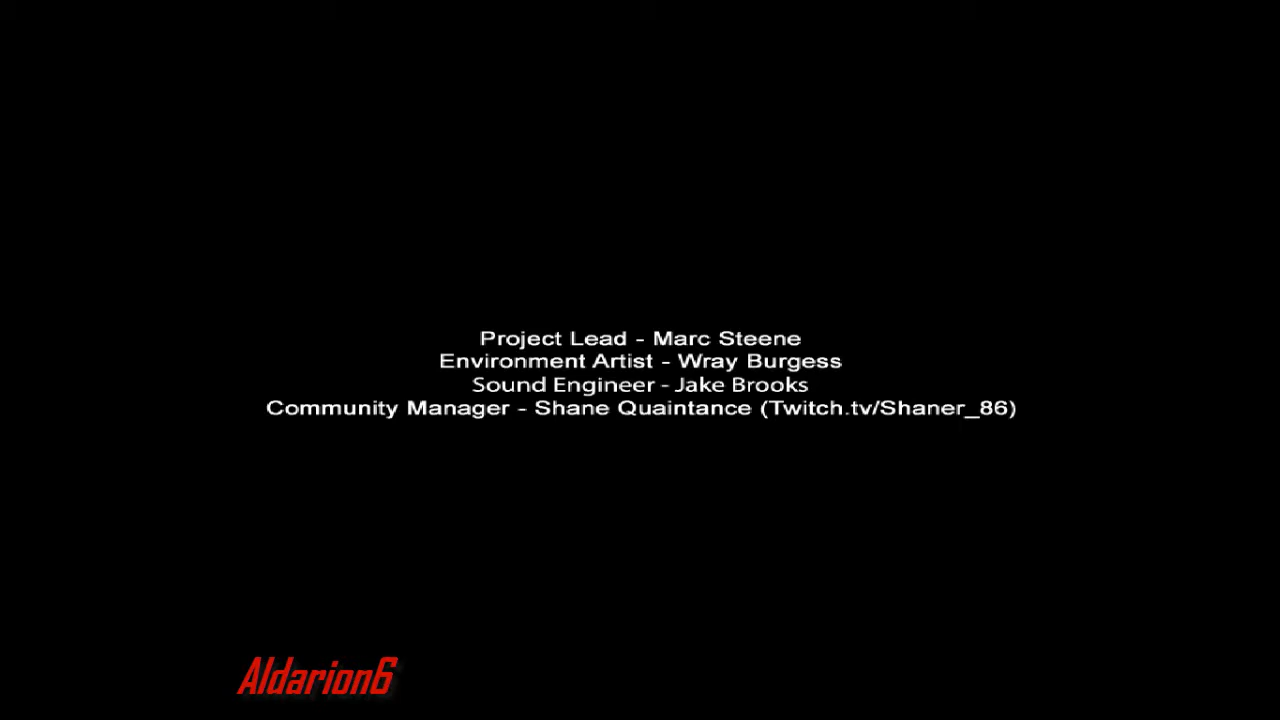 Project Lead - Marc Steene
Environment Artist - Wray Burgess
Sound Engineer - Jake Brooks
Community Manager - Shane Quaintance (Twitch.tv/Shaner_86)
Aldarion6